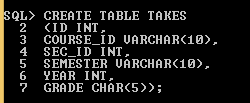 SQL> CREATE TABLE TAKES
2 (ID INT,
3 COURSE_ID VARCHAR(10),
4 SEC_ID INT,
5 SEMESTER VARCHAR(10),
6 YEAR INT,
7 GRADE CHAR(5));